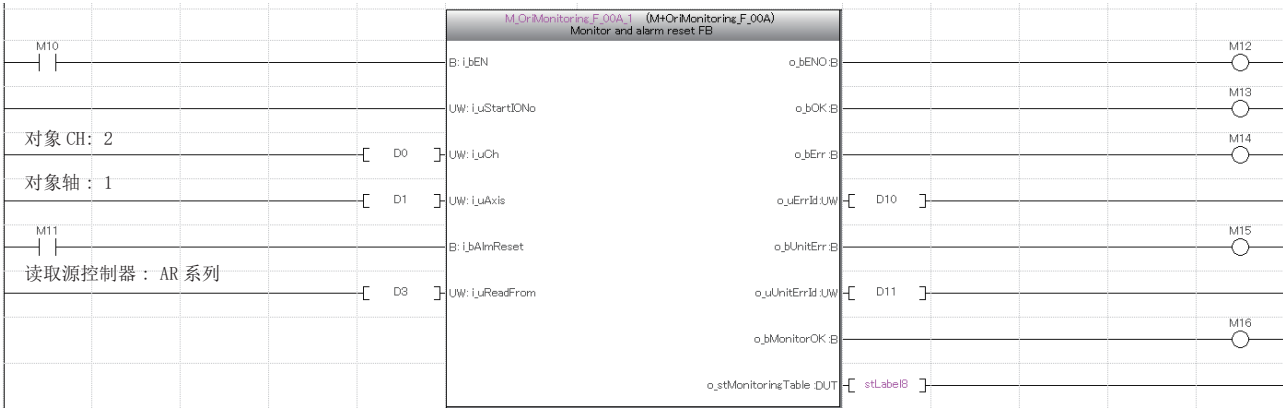 M_OriMonitoring_F_00A_1 (M+OriMonitoring_F_00A)
Monitor and alarm reset FB
M10
B: i_bEN
o_bENO:B
M12
UW: i_uStartIONo
o_bOK:B
M13
对象 CH: 2
D0
UW: i_uCh
o_bErr:B
M14
对象轴: 1
D1
UW: i_uAxis
o_uErrId:UW
D10
M11
B: i_bAlmReset
o_bUnitErr:B
M15
读取源控制器: AR 系列
D3
UW: i_uReadFrom
o_uUnitErrId:UW
D11
o_bMonitorOK:B
M16
o_stMonitoringTable:DUT
stLabel8